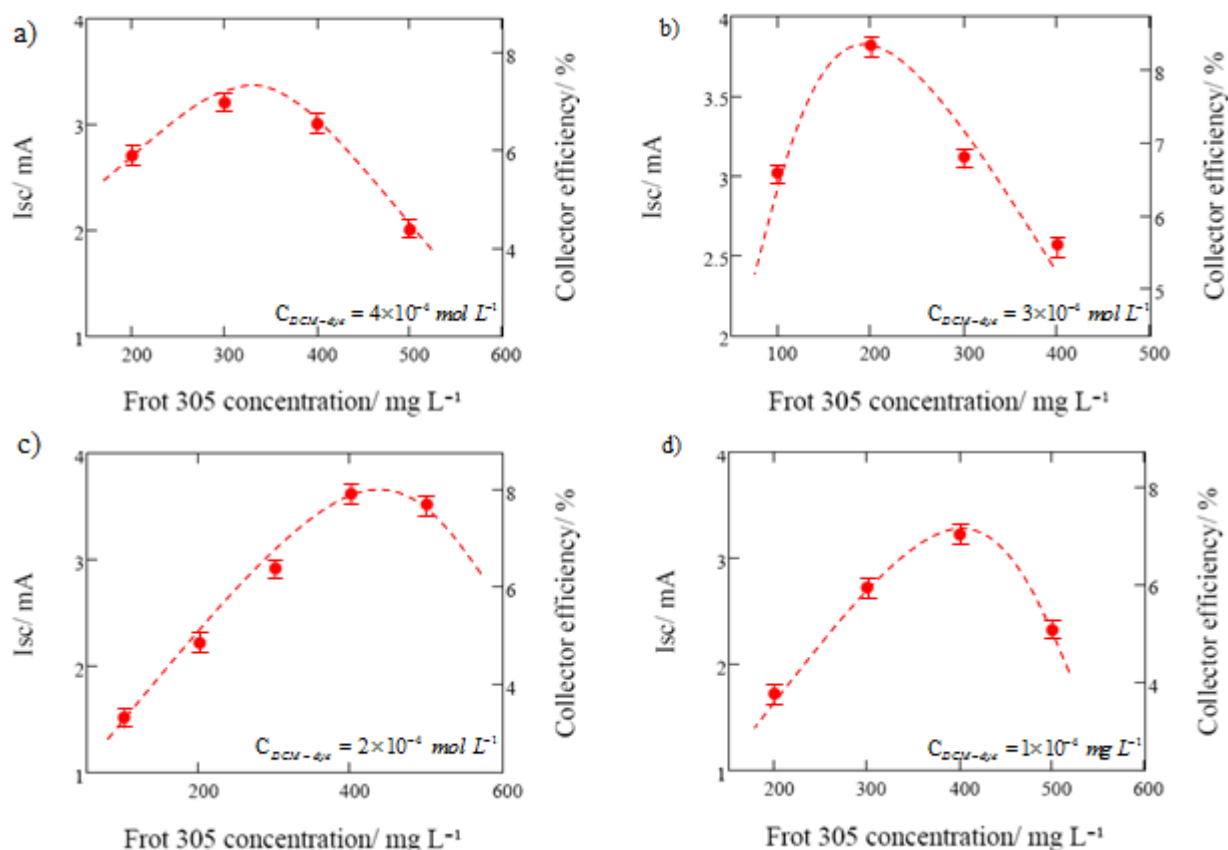 a)
4
3
2
1
Isc/ mA
8
6
4
Collector efficiency/ %
C_DCM-dye = 4×10⁻⁴ mol L⁻¹
200 300 400 500 600
Frot 305 concentration/ mg L⁻¹
b)
4
3.5
3
2.5
2
Isc/ mA
8
7
6
5
Collector efficiency/ %
C_DCM-dye = 3×10⁻⁴ mol L⁻¹
100 200 300 400 500
Frot 305 concentration/ mg L⁻¹
c)
4
3
2
1
Isc/ mA
8
6
4
Collector efficiency/ %
C_DCM-dye = 2×10⁻⁴ mol L⁻¹
200 400 600
Frot 305 concentration/ mg L⁻¹
d)
4
3
2
1
Isc/ mA
8
6
4
Collector efficiency/ %
C_DCM-dye = 1×10⁻⁴ mg L⁻¹
200 300 400 500 600
Frot 305 concentration/ mg L⁻¹